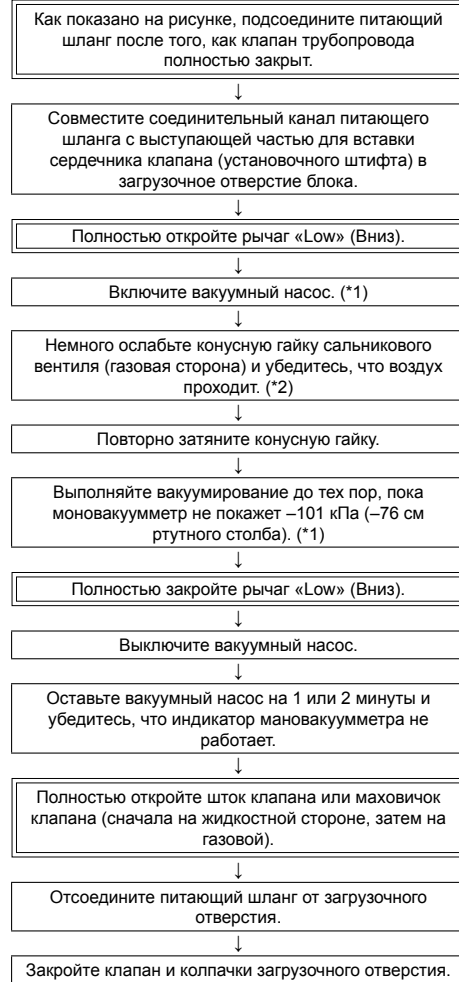 Как показано на рисунке, подсоедините питающий
шланг после того, как клапан трубопровода
полностью закрыт.
↓
Совместите соединительный канал питающего
шланга с выступающей частью для вставки
сердечника клапана (установочного штифта) в
загрузочное отверстие блока.
↓
Полностью откройте рычаг «Low» (Вниз).
↓
Включите вакуумный насос. (*1)
↓
Немного ослабьте конусную гайку сальникового
вентиля (газовая сторона) и убедитесь, что воздух
проходит. (*2)
↓
Повторно затяните конусную гайку.
↓
Выполняйте вакуумирование до тех пор, пока
моновакуумметр не покажет –101 кПа (–76 см
ртутного столба). (*1)
↓
Полностью закройте рычаг «Low» (Вниз).
↓
Выключите вакуумный насос.
↓
Оставьте вакуумный насос на 1 или 2 минуты и
убедитесь, что индикатор мановакуумметра не
работает.
↓
Полностью откройте шток клапана или маховичок
клапана (сначала на жидкостной стороне, затем на
газовой).
↓
Отсоедините питающий шланг от загрузочного
отверстия.
↓
Закройте клапан и колпачки загрузочного отверстия.